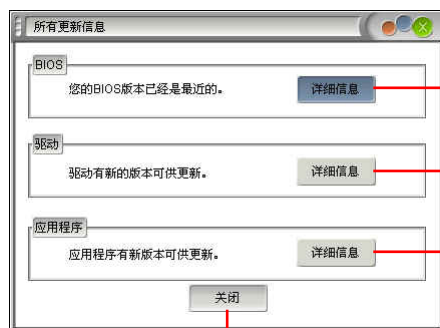 所有更新信息
BIOS
您的BIOS版本已经是最近的。
详细信息
驱动
驱动有新的版本可供更新。
详细信息
应用程序
应用程序有新版本可供更新。
详细信息
关闭